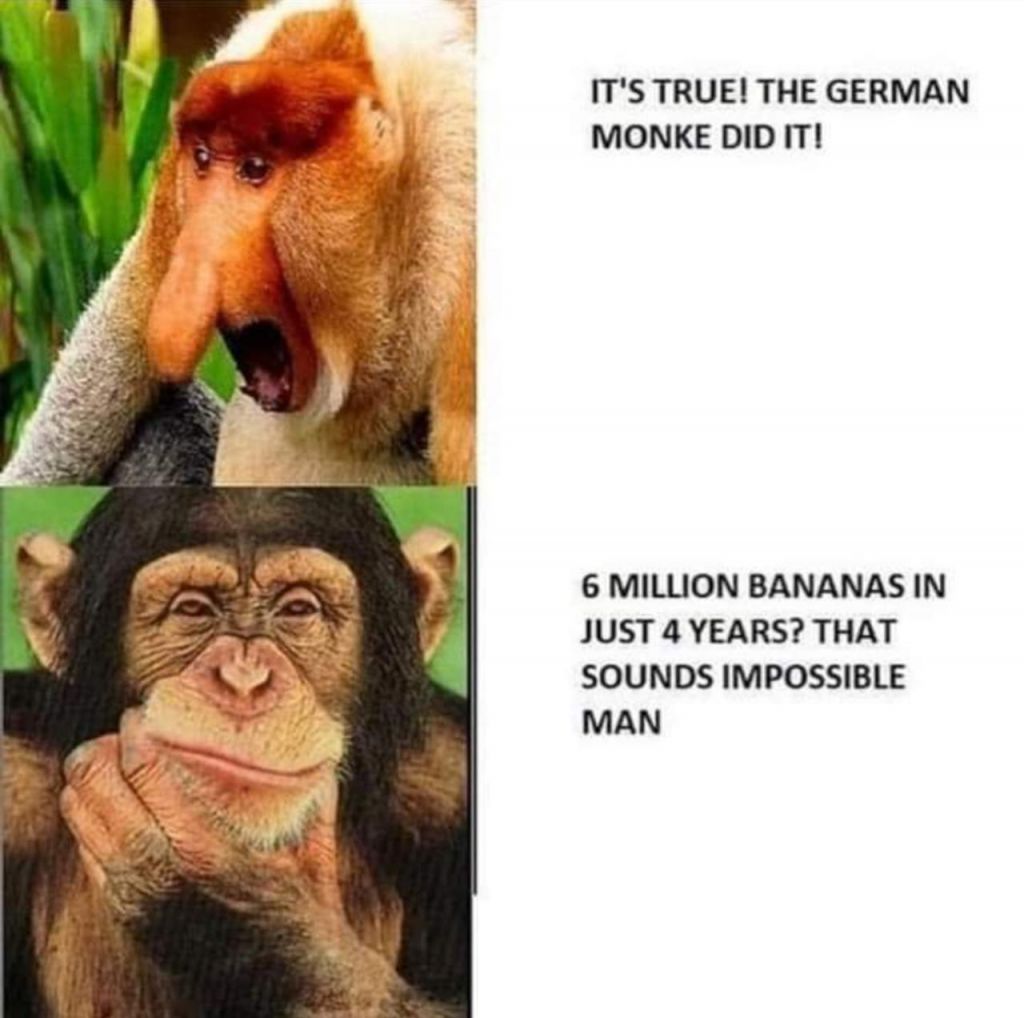 IT'S TRUE! THE GERMAN
MONKE DID IT!
6 MILLION BANANAS IN
JUST 4 YEARS? THAT
SOUNDS IMPOSSIBLE
MAN